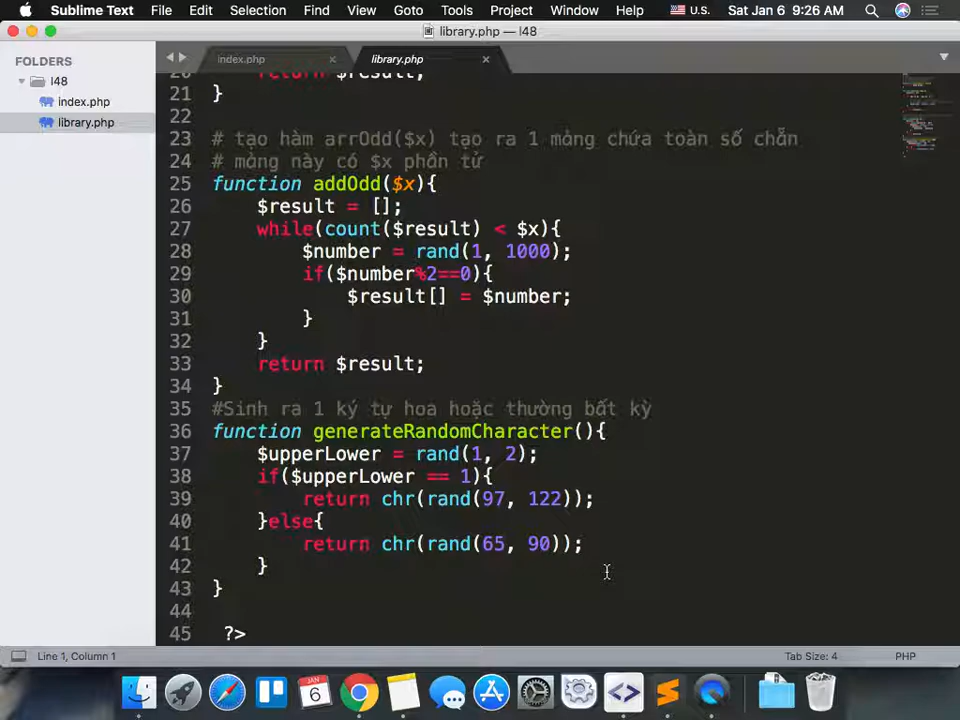 Sublime Text File Edit Selection Find View Goto Tools Project Window Help U.S. Sat Jan 6 9:26 AM
library.php — l48
FOLDERS
l48
index.php
library.php
index.php × library.php ×
20 return $result;
21 }
22
23 # tạo hàm arrOdd($x) tạo ra 1 mảng chứa toàn số chẵn
24 # mảng này có $x phần tử
25 function addOdd($x){
26 $result = [];
27 while(count($result) < $x){
28 $number = rand(1, 1000);
29 if($number%2==0){
30 $result[] = $number;
31 }
32 }
33 return $result;
34 }
35 #Sinh ra 1 ký tự hoa hoặc thường bất kỳ
36 function generateRandomCharacter(){
37 $upperLower = rand(1, 2);
38 if($upperLower == 1){
39 return chr(rand(97, 122));
40 }else{
41 return chr(rand(65, 90));
42 }
43 }
44
45 ?>
Line 1, Column 1 Tab Size: 4 PHP
JAN
6